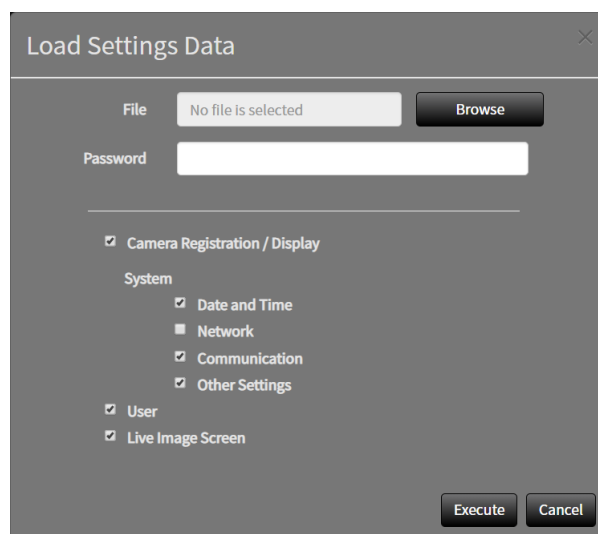 Load Settings Data
File No file is selected Browse
Password
Camera Registration / Display
System
Date and Time
Network
Communication
Other Settings
User
Live Image Screen
Execute Cancel